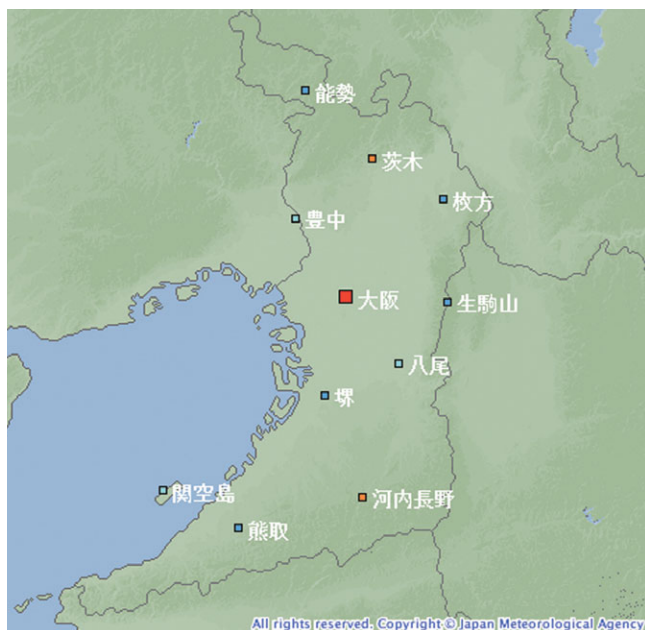 能勢
茨木
枚方
豊中
大阪
生駒山
八尾
堺
関空島
河内長野
熊取
All rights reserved. Copyright © Japan Meteorological Agency